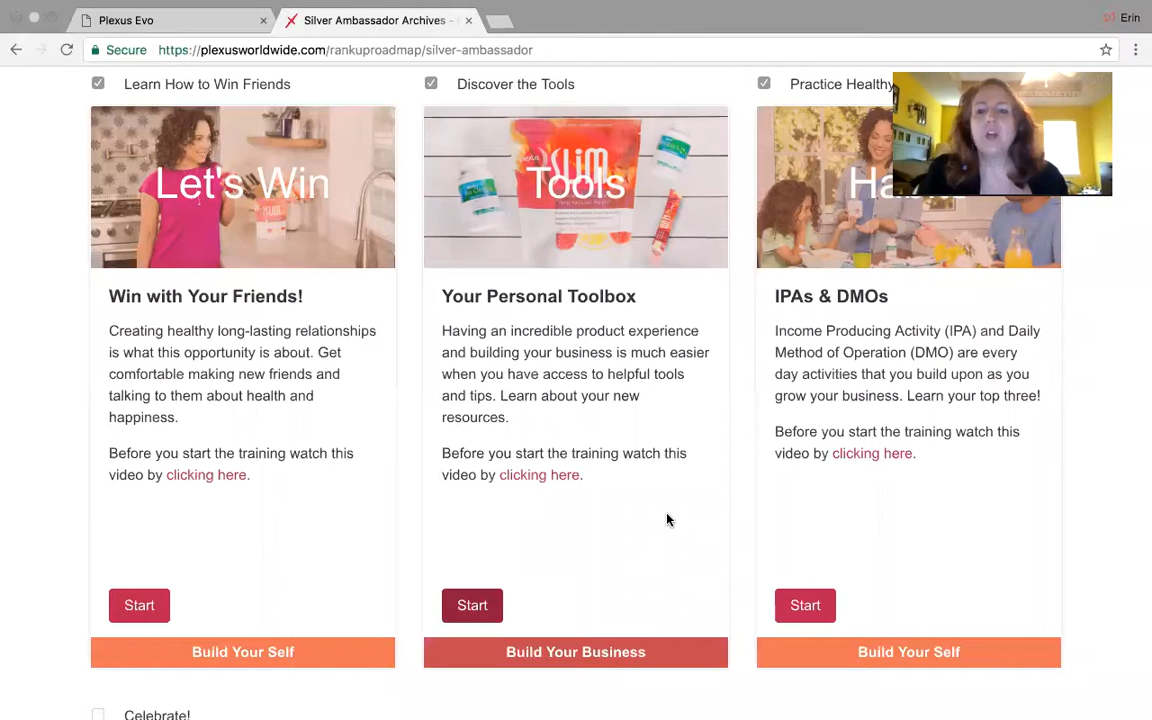 Plexus Evo
Silver Ambassador Archives -
Erin
Secure https://plexusworldwide.com/rankuproadmap/silver-ambassador
Learn How to Win Friends
Let's Win
Win with Your Friends!
Creating healthy long-lasting relationships
is what this opportunity is about. Get
comfortable making new friends and
talking to them about health and
happiness.
Before you start the training watch this
video by clicking here.
Start
Build Your Self
Discover the Tools
SLIM
Tools
Your Personal Toolbox
Having an incredible product experience
and building your business is much easier
when you have access to helpful tools
and tips. Learn about your new
resources.
Before you start the training watch this
video by clicking here.
Start
Build Your Business
Practice Healthy
IPAs & DMOs
Income Producing Activity (IPA) and Daily
Method of Operation (DMO) are every
day activities that you build upon as you
grow your business. Learn your top three!
Before you start the training watch this
video by clicking here.
Start
Build Your Self
Celebrate!